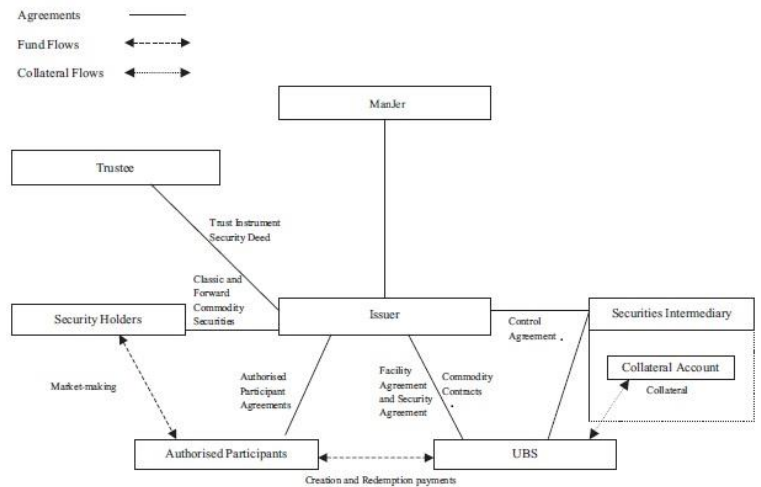 Agreements
Fund Flows
Collateral Flows
ManJer
Trustee
Trust Instrument
Security Deed
Classic and
Forward
Commodity
Securities
Security Holders
Issuer
Control
Agreement .
Securities Intermediary
Collateral Account
Collateral
Market-making
Authorised
Participant
Agreements
Facility
Agreement
and Security
Agreement
Commodity
Contracts
.
Authorised Participants
UBS
Creation and Redemption payments